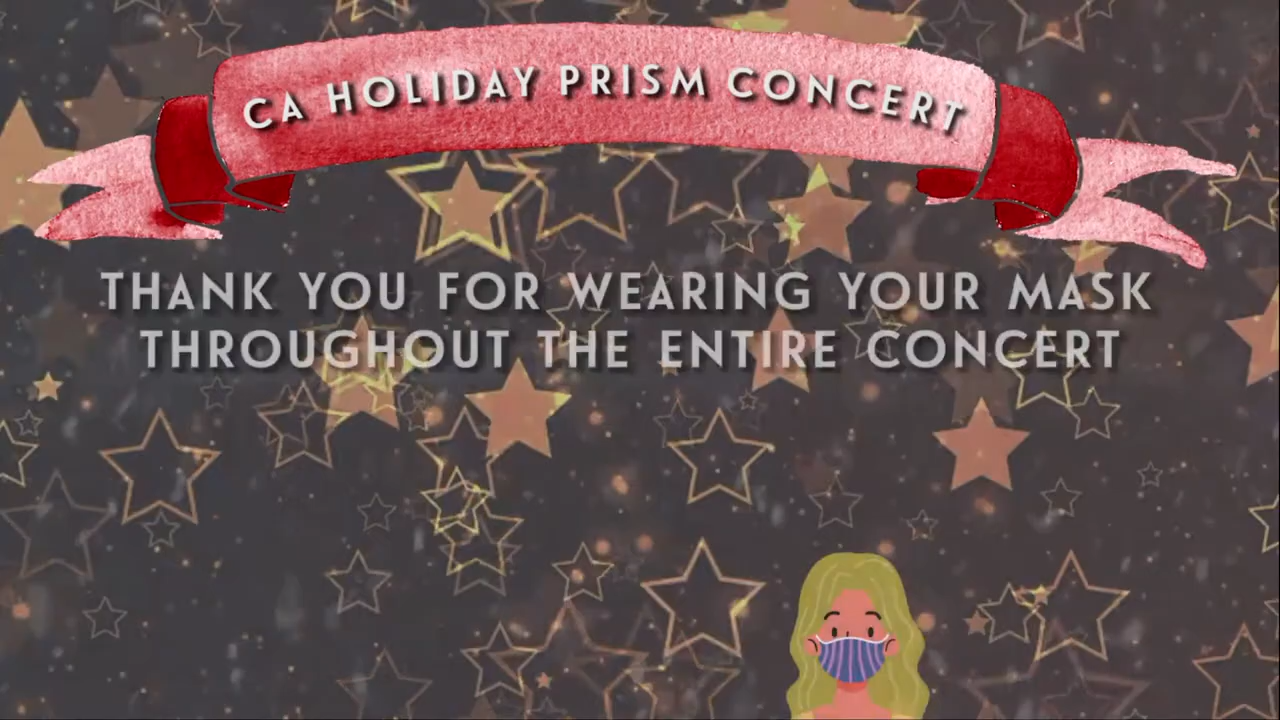 CA HOLIDAY PRISM CONCERT
THANK YOU FOR WEARING YOUR MASK
THROUGHOUT THE ENTIRE CONCERT